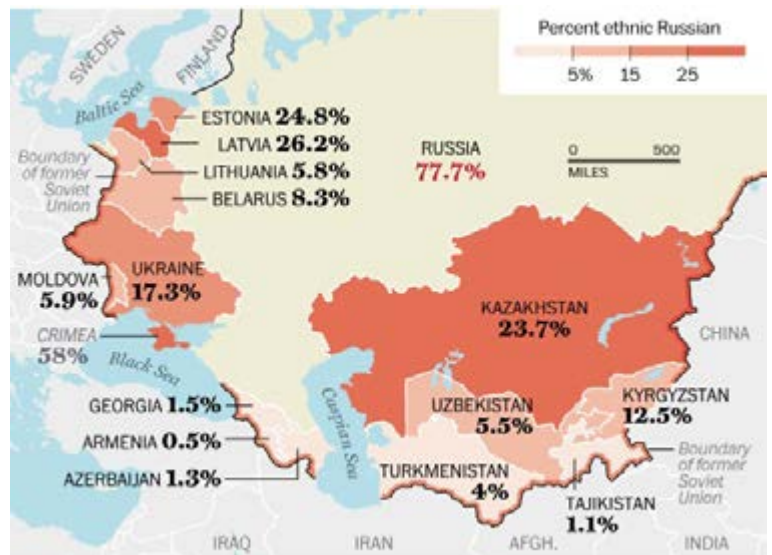 Percent ethnic Russian
5% 15 25
SWEDEN
FINLAND
Baltic Sea
ESTONIA 24.8%
LATVIA 26.2%
LITHUANIA 5.8%
BELARUS 8.3%
Boundary
of former
Soviet
Union
RUSSIA
77.7%
0 500
MILES
MOLDOVA
5.9%
UKRAINE
17.3%
CRIMEA
58%
Black Sea
KAZAKHSTAN
23.7%
CHINA
GEORGIA 1.5%
ARMENIA 0.5%
AZERBAIJAN 1.3%
Caspian Sea
UZBEKISTAN
5.5%
KYRGYZSTAN
12.5%
TURKMENISTAN
4%
TAJIKISTAN
1.1%
Boundary
of former
Soviet
Union
IRAQ
IRAN
AFGH.
INDIA